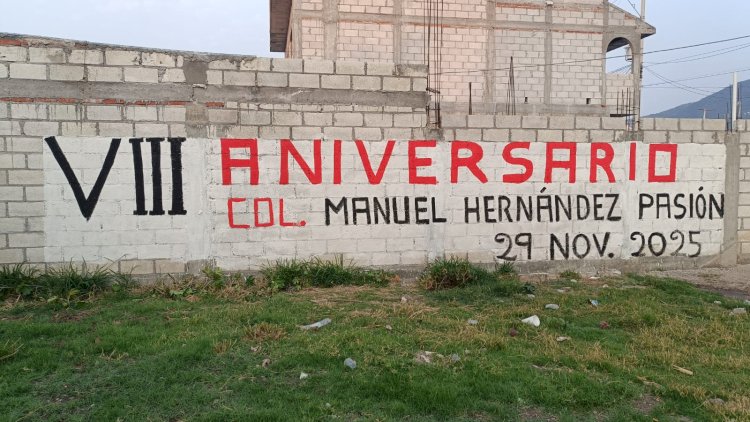 VIII ANIVERSARIO
COL. MANUEL HERNÁNDEZ PASIÓN
29 NOV. 2025